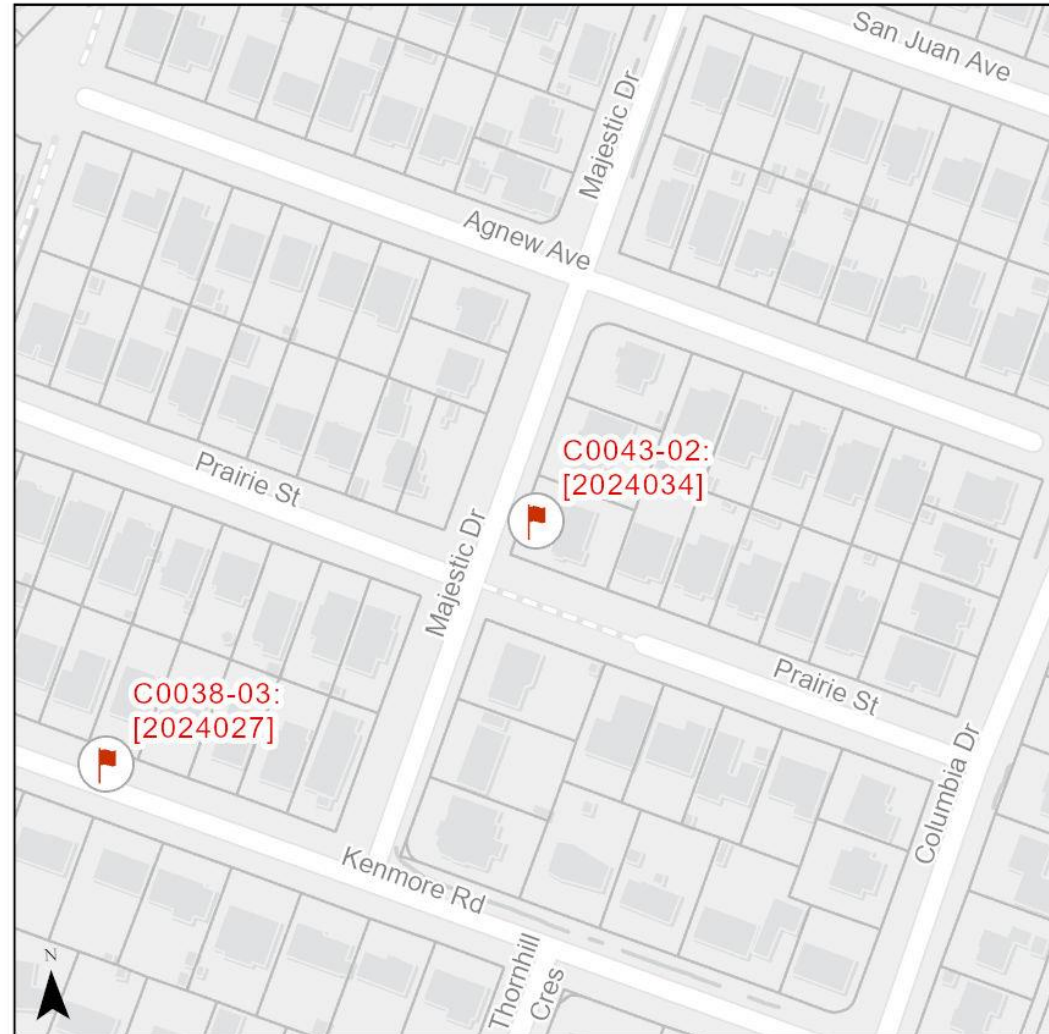 San Juan Ave
Majestic Dr
Agnew Ave
C0043-02:
[2024034]
Prairie St
Majestic Dr
Prairie St
C0038-03:
[2024027]
Columbia Dr
Kenmore Rd
Thornhill
Cres
N